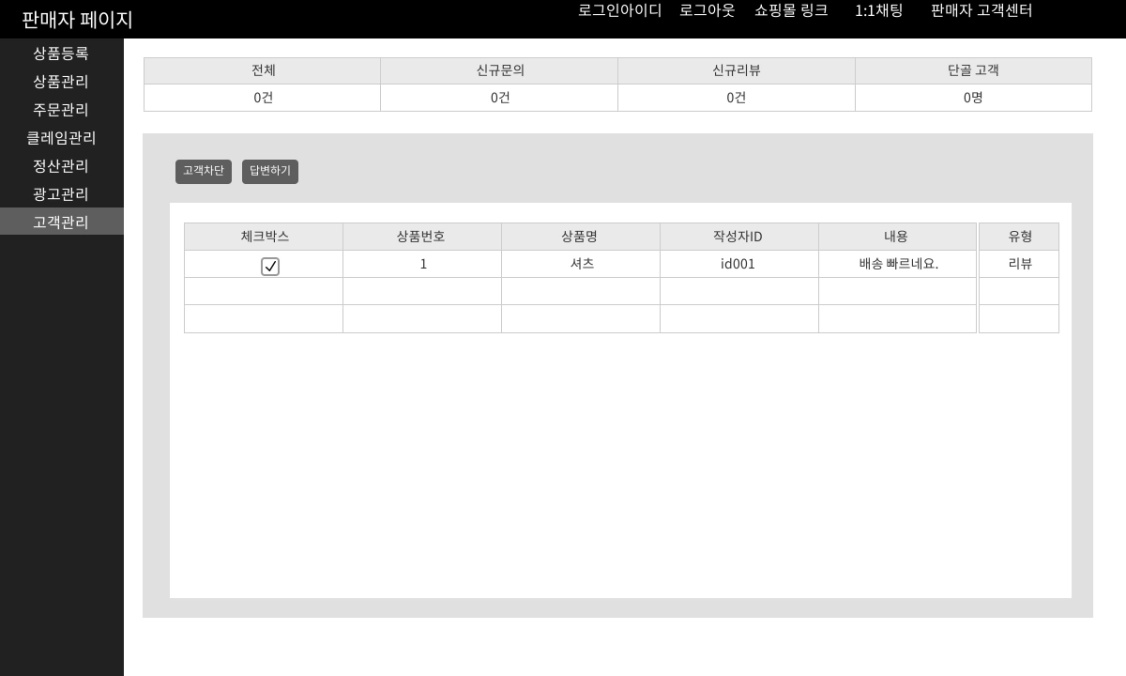 판매자 페이지
로그인아이디 로그아웃 쇼핑몰 링크 1:1채팅 판매자 고객센터
상품등록
상품관리
주문관리
클레임관리
정산관리
광고관리
고객관리
전체 신규문의 신규리뷰 단골 고객
0건 0건 0건 0명
고객차단 답변하기
체크박스 상품번호 상품명 작성자ID 내용 유형
1 셔츠 id001 배송 빠르네요. 리뷰